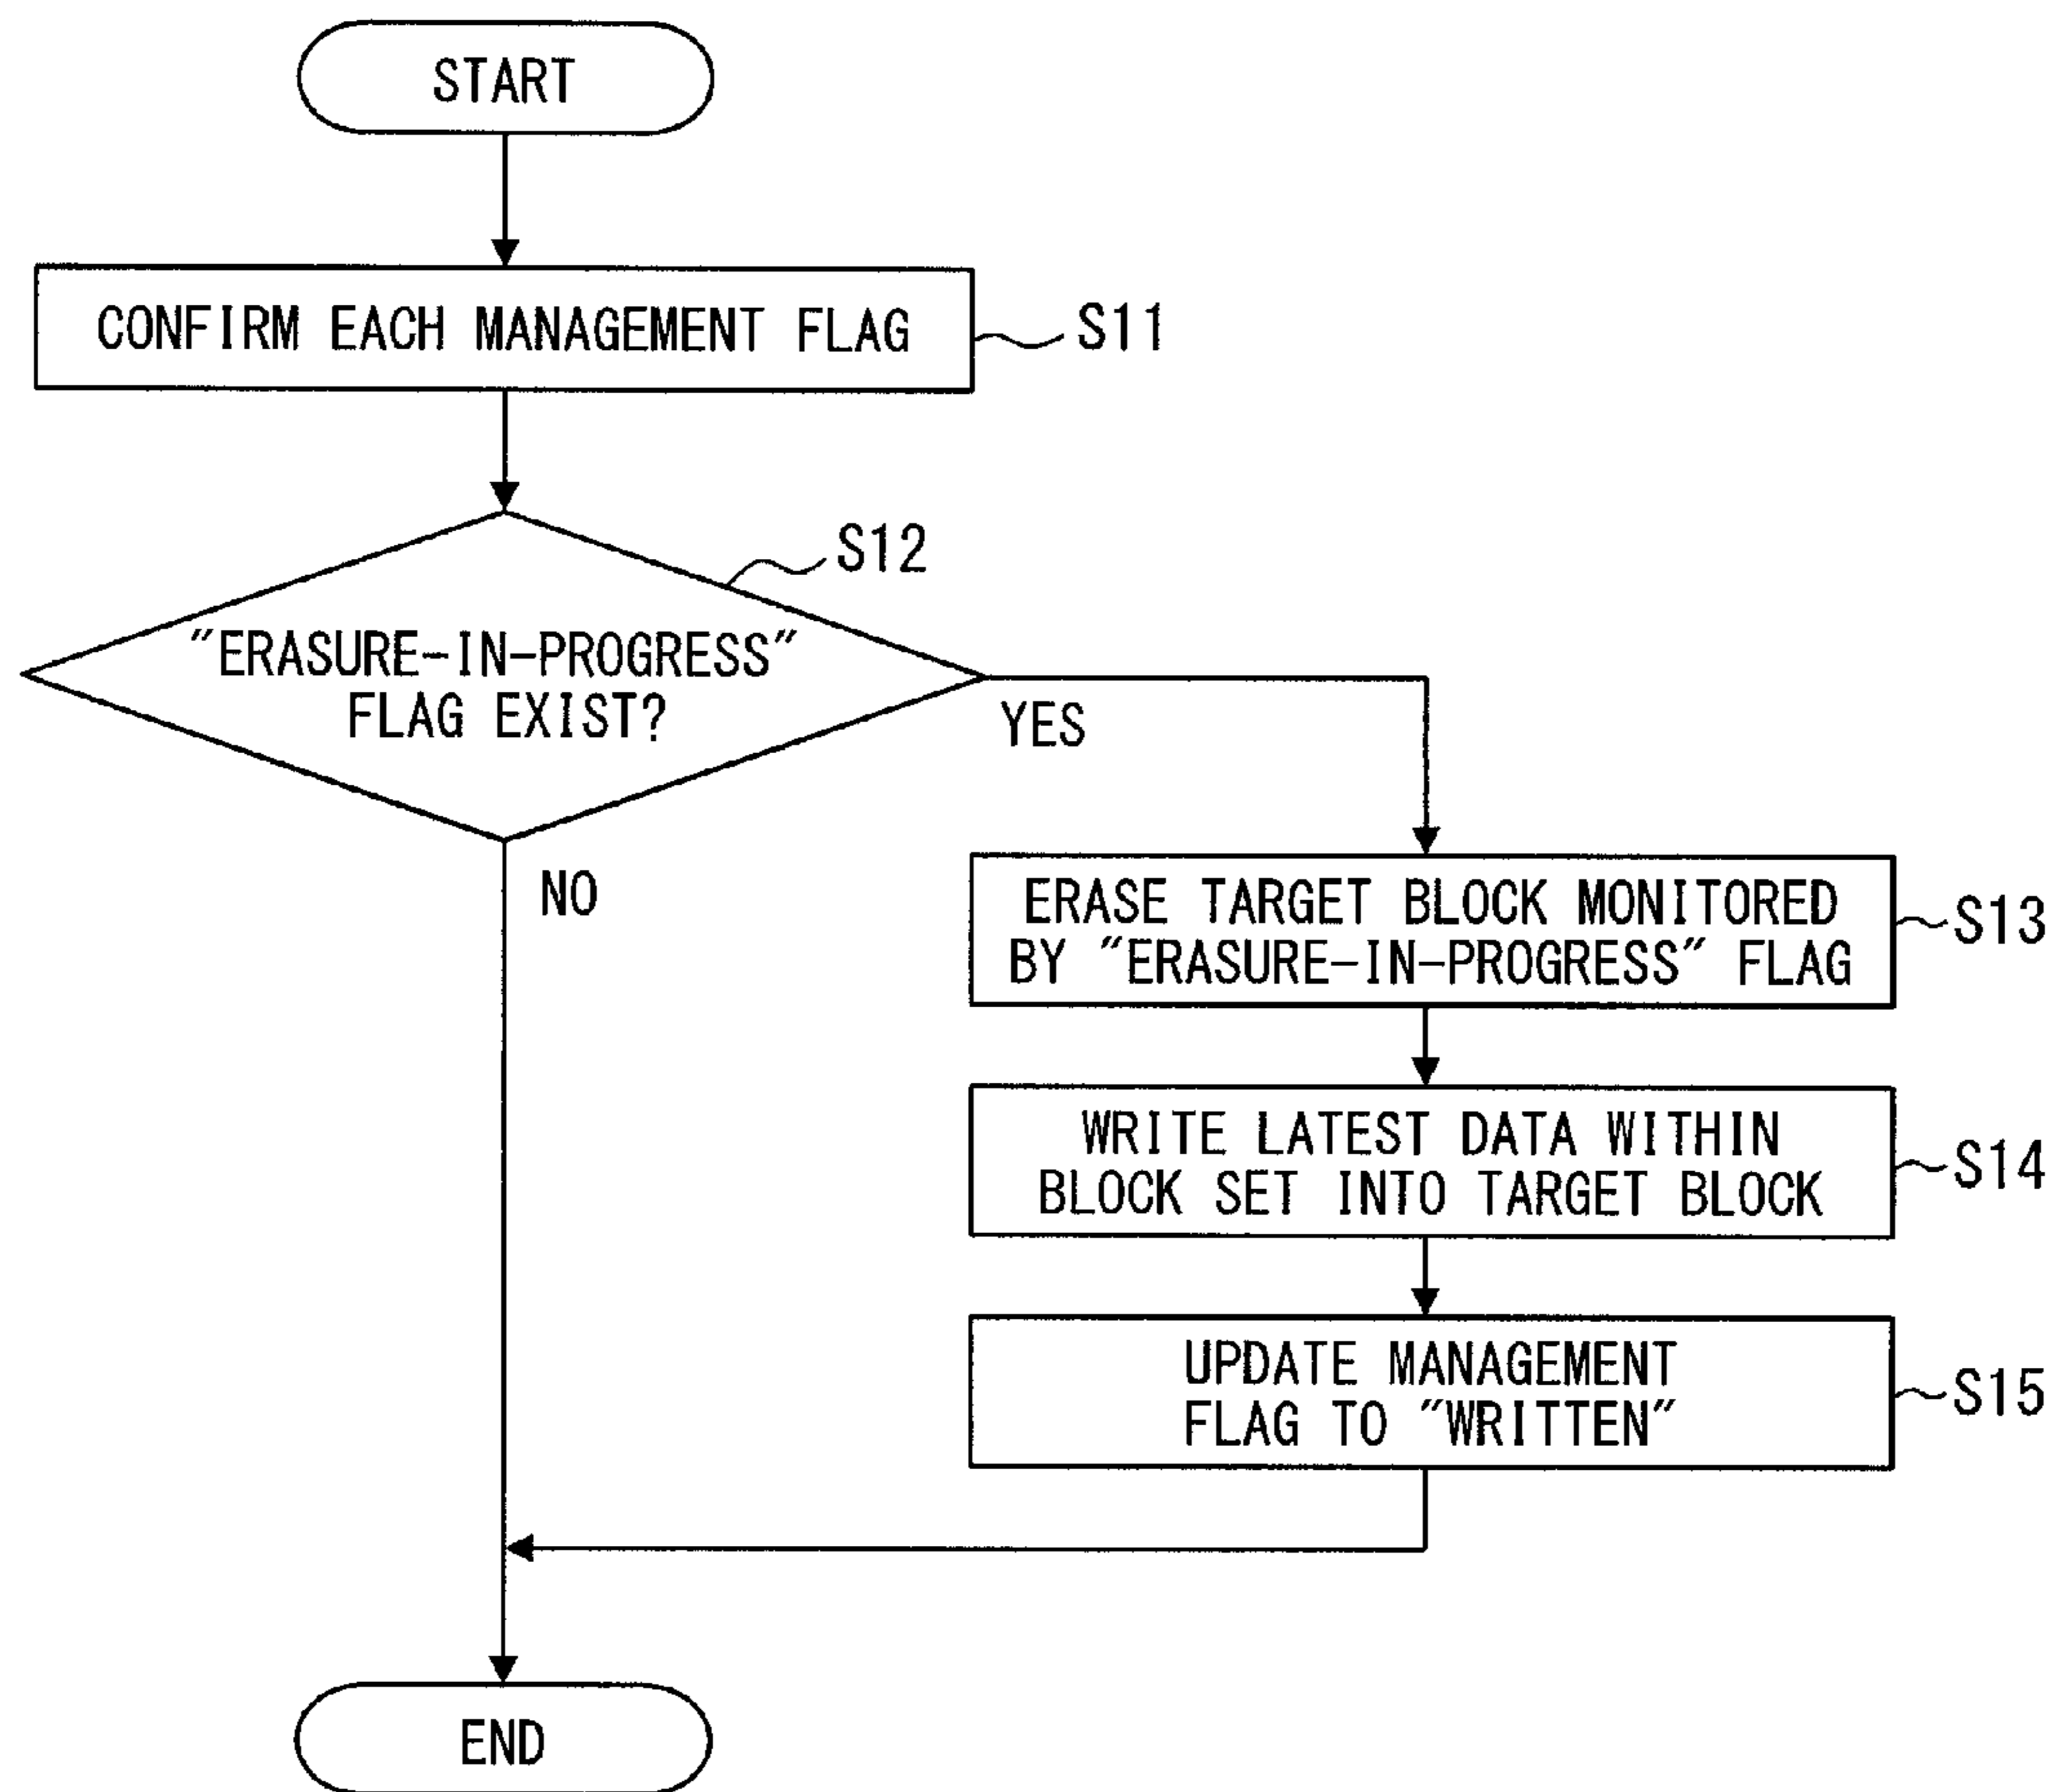 START
CONFIRM EACH MANAGEMENT FLAG
S11
S12
"ERASURE-IN-PROGRESS"
FLAG EXIST?
YES
NO
ERASE TARGET BLOCK MONITORED
BY "ERASURE-IN-PROGRESS" FLAG
S13
WRITE LATEST DATA WITHIN
BLOCK SET INTO TARGET BLOCK
S14
UPDATE MANAGEMENT
FLAG TO "WRITTEN"
S15
END